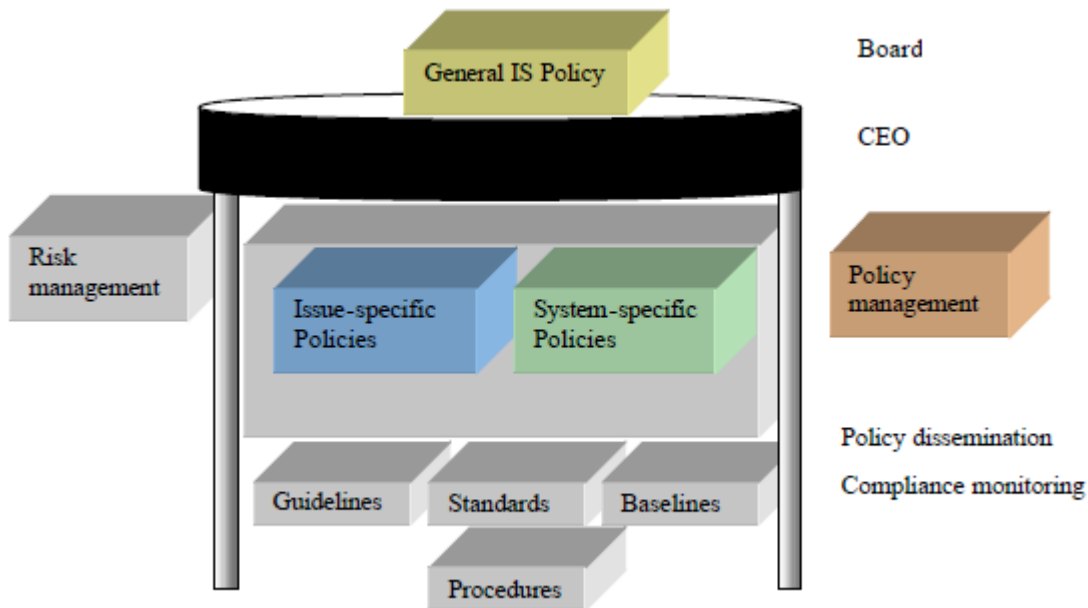 General IS Policy
Board
CEO
Risk
management
Issue-specific
Policies
System-specific
Policies
Policy
management
Policy dissemination
Compliance monitoring
Guidelines
Standards
Baselines
Procedures